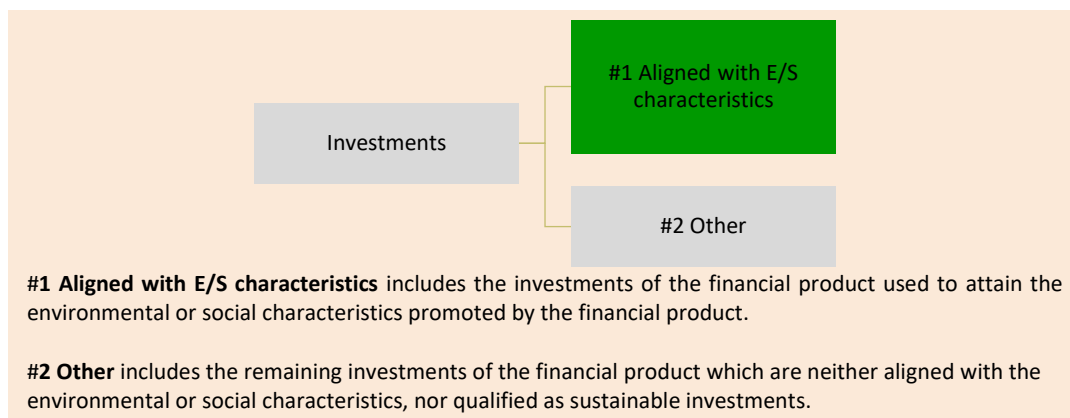 #1 Aligned with E/S
characteristics
Investments
#2 Other
#1 Aligned with E/S characteristics includes the investments of the financial product used to attain the
environmental or social characteristics promoted by the financial product.
#2 Other includes the remaining investments of the financial product which are neither aligned with the
environmental or social characteristics, nor qualified as sustainable investments.